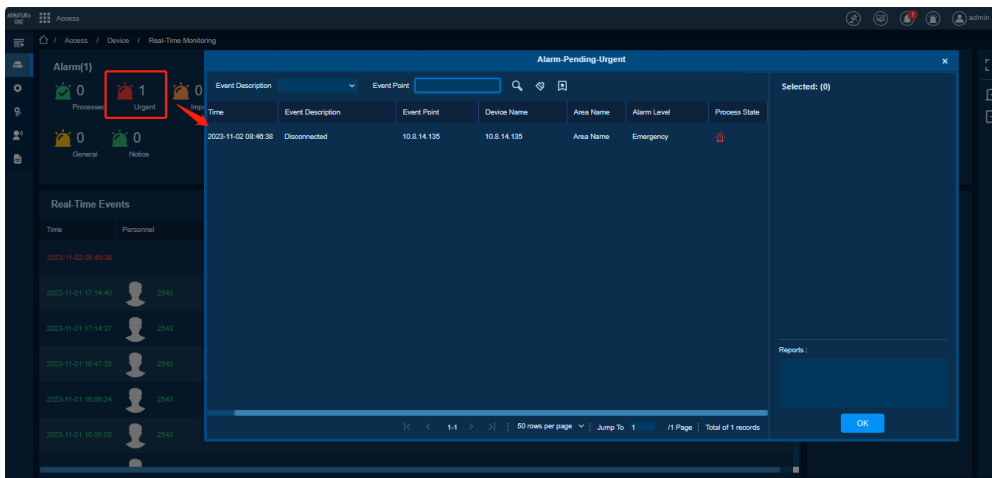 ARMATURA
ONE
Access
admin
/ Access / Device / Real-Time Monitoring
Alarm(1)
0
Processed
1
Urgent
0
0
General
0
Notice
Real-Time Events
Time Personnel
2023-11-02 08:46:38
2023-11-01 17:14:40 2543
2023-11-01 17:14:37 2543
2023-11-01 16:47:35 2543
2023-11-01 16:06:24 2543
2023-11-01 16:05:06 2543
Alarm-Pending-Urgent
×
Event Description Event Point
Time Event Description Event Point Device Name Area Name Alarm Level Process State
2023-11-02 08:46:38 Disconnected 10.8.14.135 10.8.14.135 Area Name Emergency
|< < 1-1 > >| | 50 rows per page | Jump To 1 /1 Page | Total of 1 records
Selected: (0)
Reports :
OK